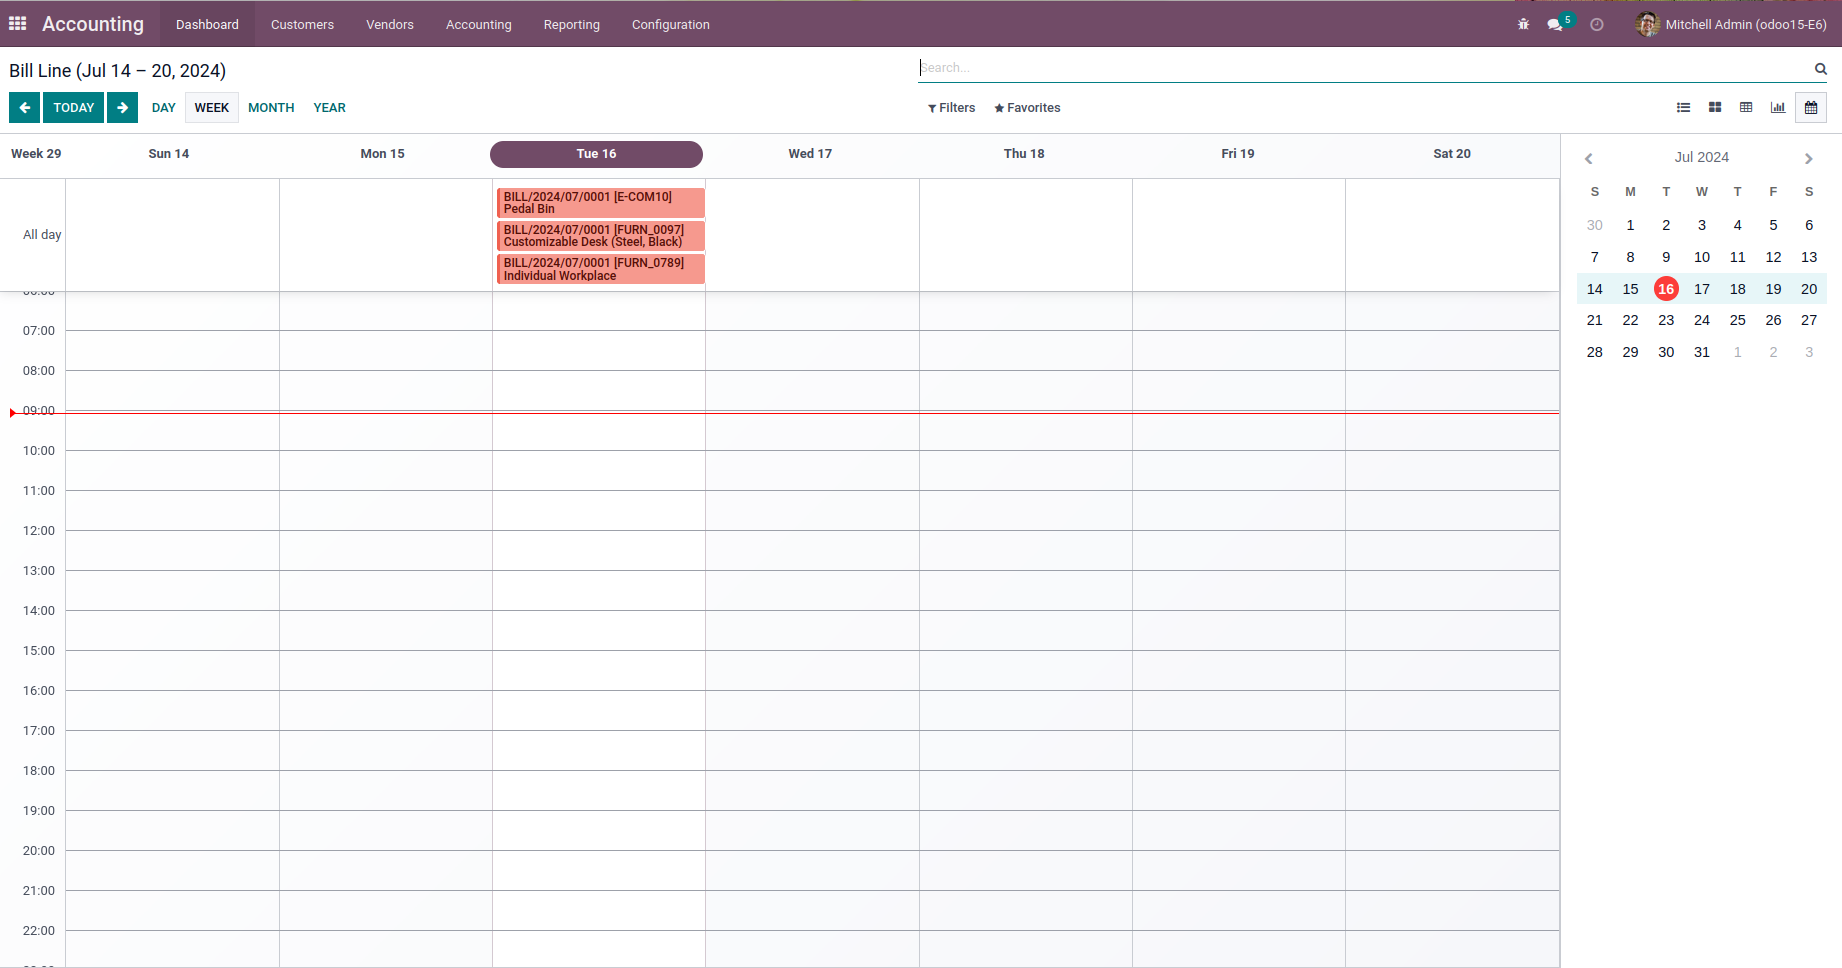 Accounting Dashboard Customers Vendors Accounting Reporting Configuration 5 Mitchell Admin (odoo15-E6)
Bill Line (Jul 14 – 20, 2024) Search...
TODAY DAY WEEK MONTH YEAR Filters Favorites
Week 29 Sun 14 Mon 15 Tue 16 Wed 17 Thu 18 Fri 19 Sat 20
All day
BILL/2024/07/0001 [E-COM10]
Pedal Bin
BILL/2024/07/0001 [FURN_0097]
Customizable Desk (Steel, Black)
BILL/2024/07/0001 [FURN_0789]
Individual Workplace
07:00
08:00
09:00
10:00
11:00
12:00
13:00
14:00
15:00
16:00
17:00
18:00
19:00
20:00
21:00
22:00
Jul 2024
S M T W T F S
30 1 2 3 4 5 6
7 8 9 10 11 12 13
14 15 16 17 18 19 20
21 22 23 24 25 26 27
28 29 30 31 1 2 3